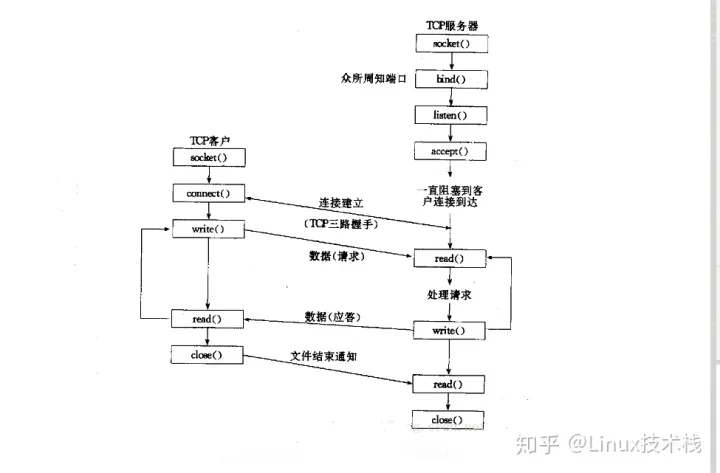 TCP服务器
socket()
众所周知端口
bind()
listen()
TCP客户
accept()
socket()
一直阻塞到客
户连接到达
connect()
连接建立
(TCP三路握手)
write()
数据(请求)
read()
处理请求
数据(应答)
read()
write()
close()
文件结束通知
read()
close()
知乎 @Linux技术栈